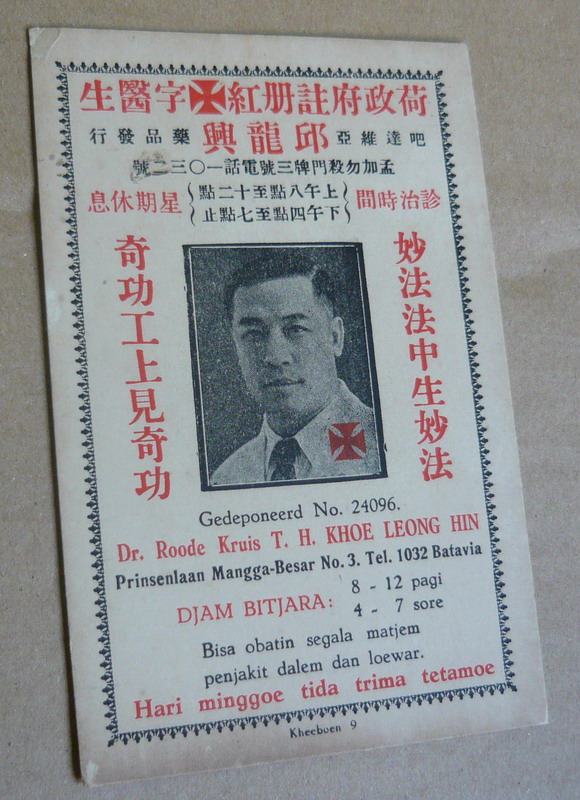 荷政府註册紅字醫生
吧達維亞 邱龍興 藥品發行
孟加勿殺門牌三號電話一〇三二號
診治時間
上午八點至十二點
下午四點至七點止
星期休息
妙法法中生妙法
奇功工上見奇功
Gedeponeerd No. 24096.
Dr. Roode Kruis T. H. KHOE LEONG HIN
Prinsenlaan Mangga-Besar No. 3. Tel. 1032 Batavia
DJAM BITJARA: 8 - 12 pagi
4 - 7 sore
Bisa obatin segala matjem
penjakit dalem dan loewar.
Hari minggoe tida trima tetamoe
Kheeboen 9